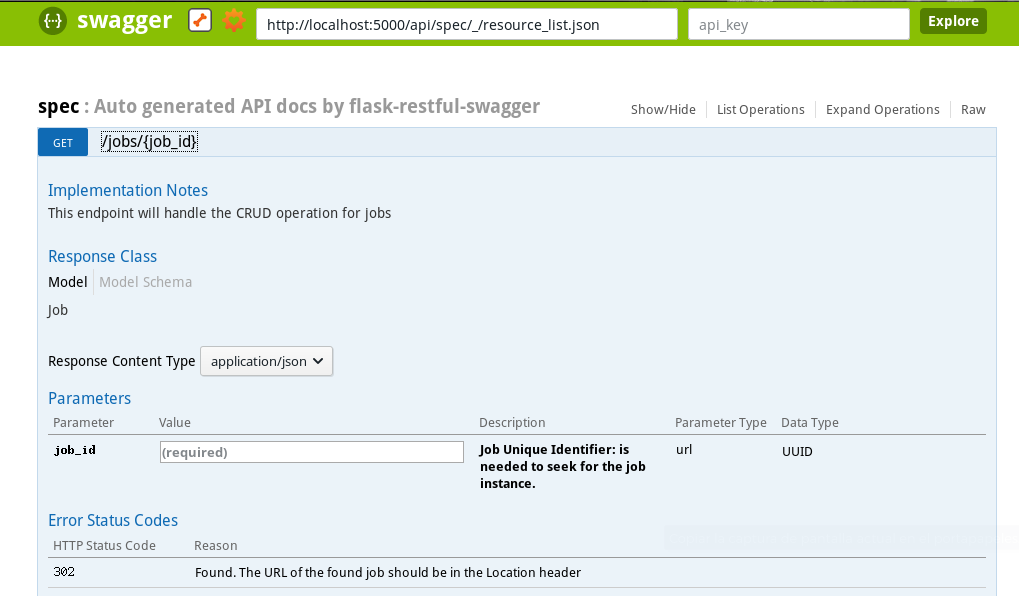 {··} swagger http://localhost:5000/api/spec/_/resource_list.json api_key Explore
spec : Auto generated API docs by flask-restful-swagger Show/Hide List Operations Expand Operations Raw
GET /jobs/{job_id}
Implementation Notes
This endpoint will handle the CRUD operation for jobs
Response Class
Model Model Schema
Job
Response Content Type application/json
Parameters
Parameter Value Description Parameter Type Data Type
job_id (required) Job Unique Identifier: is url UUID
needed to seek for the job
instance.
Error Status Codes
HTTP Status Code Reason
302 Found. The URL of the found job should be in the Location header